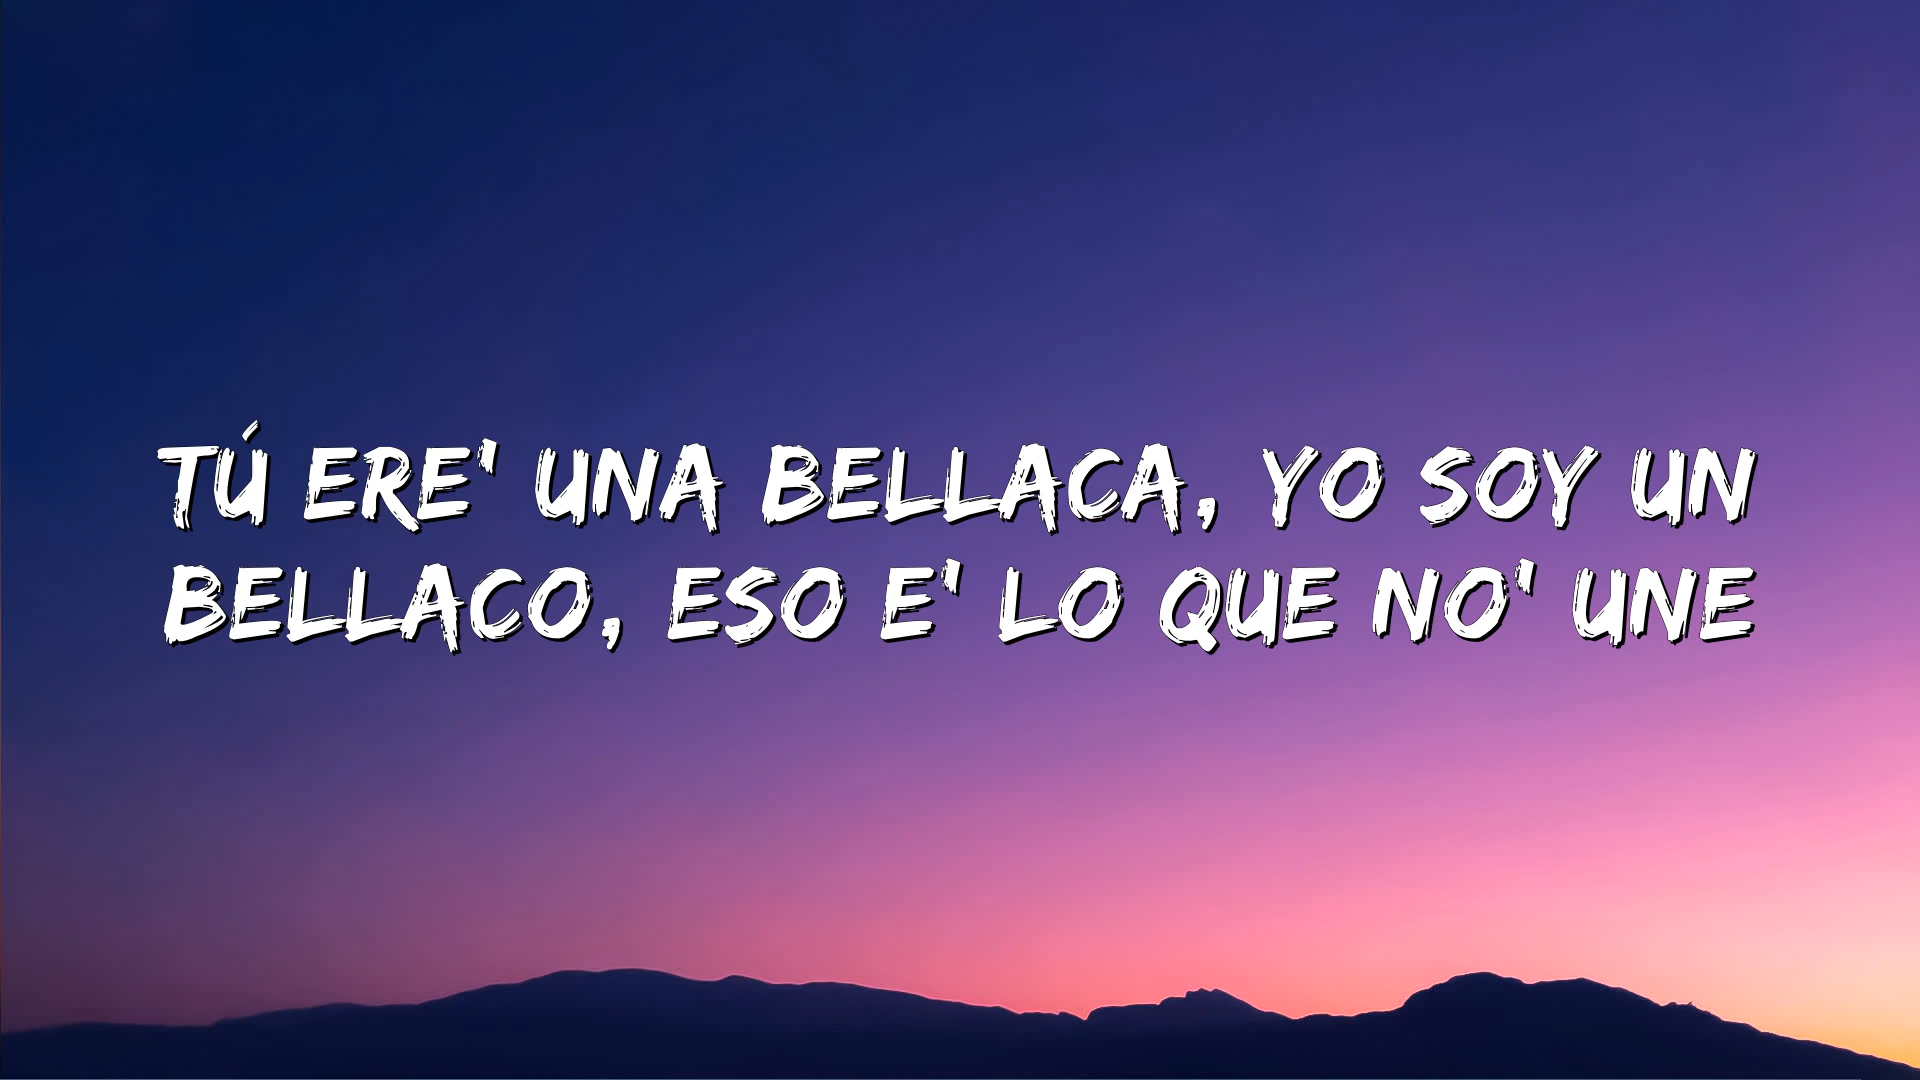 TÚ ERE' UNA BELLACA, YO SOY UN
BELLACO, ESO E' LO QUE NO' UNE